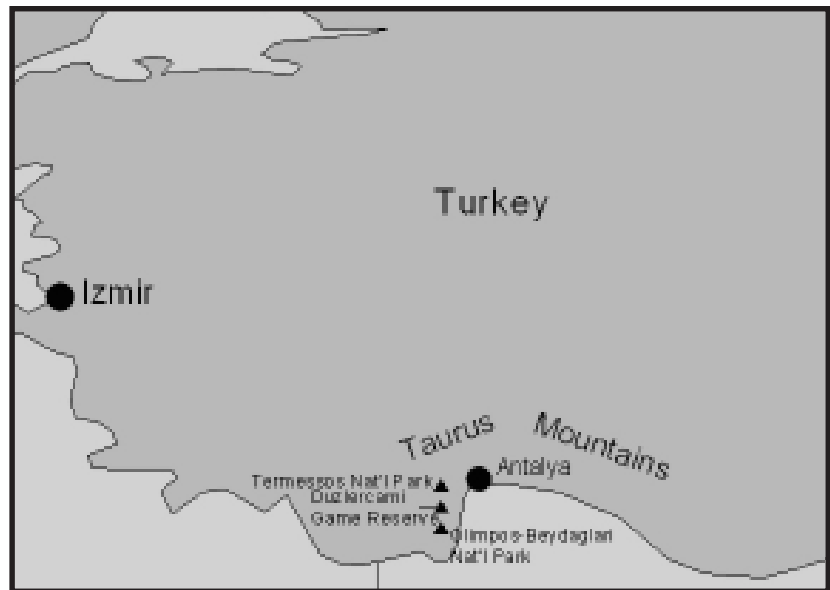 Turkey
Izmir
Taurus Mountains
Antalya
Termessos Nat'l Park
Duzlercami
Game Reserve
Olimpos-Beydaglari
Nat'l Park